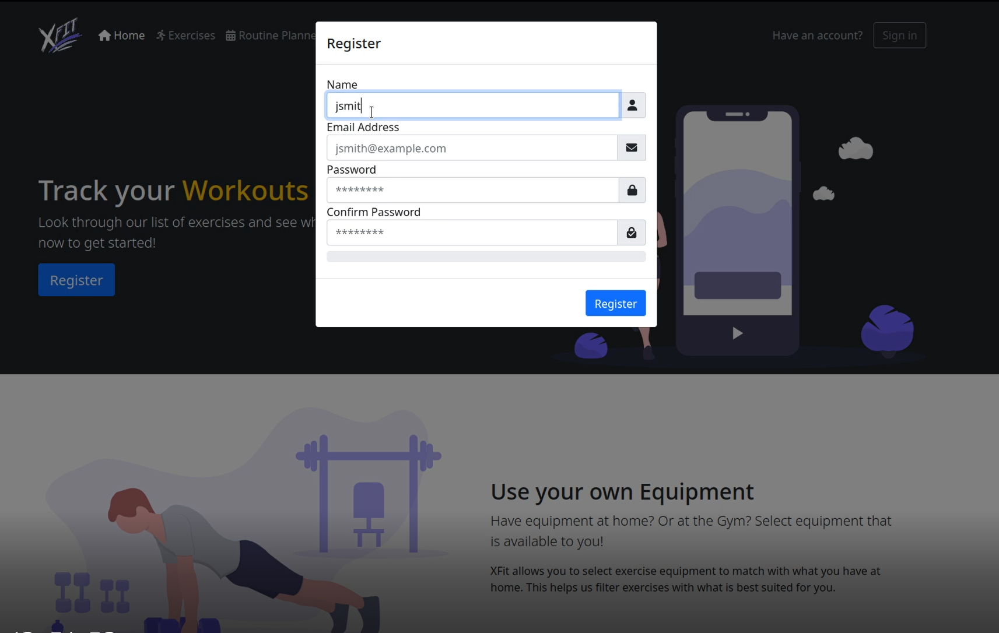 XFIT
Home
Exercises
Routine Planne
Have an account?
Sign in
Register
Name
jsmit
Email Address
jsmith@example.com
Password
********
Confirm Password
********
Register
Track your Workouts
Look through our list of exercises and see wh
now to get started!
Register
Use your own Equipment
Have equipment at home? Or at the Gym? Select equipment that
is available to you!
XFit allows you to select exercise equipment to match with what you have at
home. This helps us filter exercises with what is best suited for you.